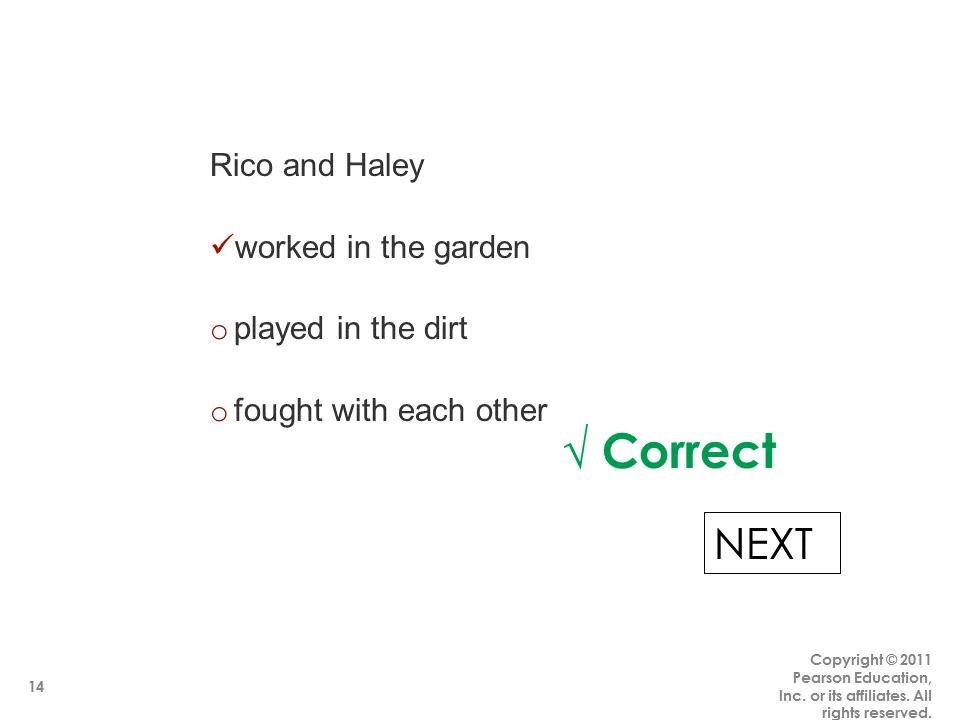 Rico and Haley
✓worked in the garden
o played in the dirt
o fought with each other
√ Correct
NEXT
14
Copyright © 2011
Pearson Education,
Inc. or its affiliates. All
rights reserved.